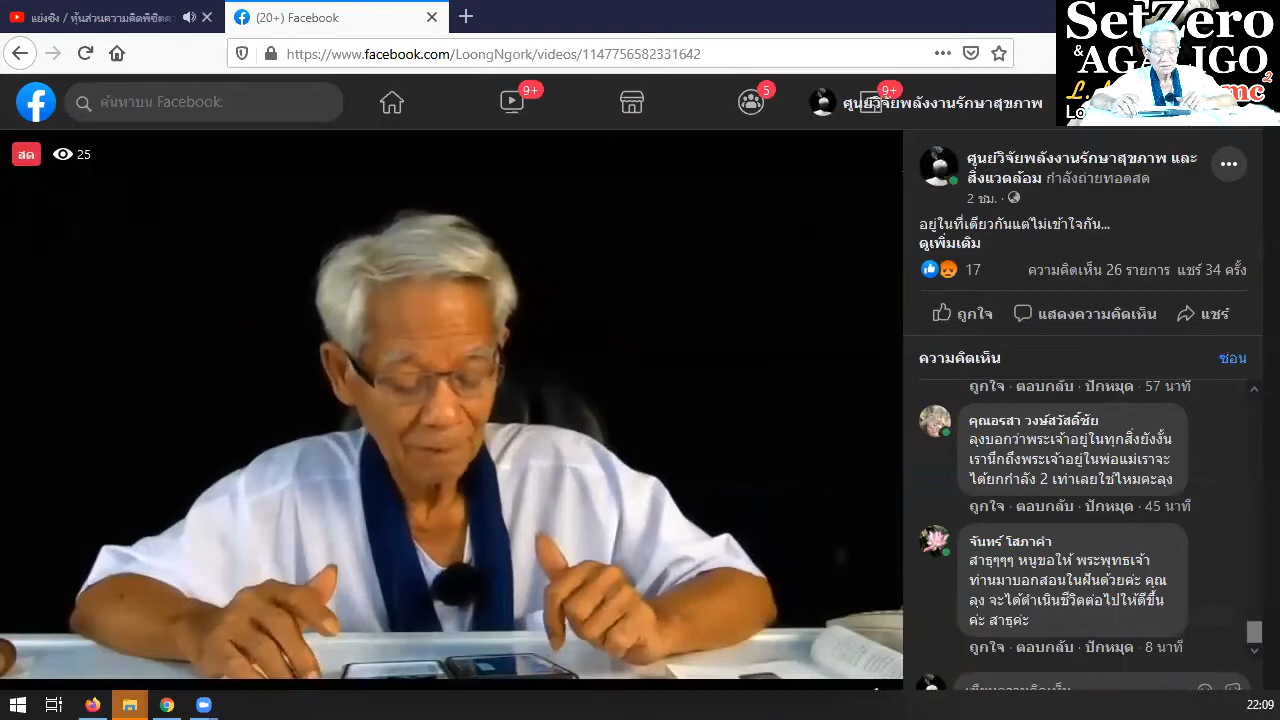 แย่งชิง / หุ้นส่วนความคิดพิชิตคว
(20+) Facebook
https://www.facebook.com/LoongNgork/videos/1147756582331642
SetZero
& AGALIGO
mc²
ค้นหาบน Facebook
9+
5
9+
ศูนย์วิจัยพลังงานรักษาสุขภาพ
สด
25
ศูนย์วิจัยพลังงานรักษาสุขภาพ และ
สิ่งแวดล้อม กำลังถ่ายทอดสด
2 ชม. ·
อยู่ในที่เดียวกันแต่ไม่เข้าใจกัน...
ดูเพิ่มเติม
17
ความคิดเห็น 26 รายการ แชร์ 34 ครั้ง
ถูกใจ
แสดงความคิดเห็น
แชร์
ความคิดเห็น
ซ่อน
ถูกใจ · ตอบกลับ · ปักหมุด · 57 นาที
คุณอรสา วงษ์สวัสดิ์ชัย
ลุงบอกว่าพระเจ้าอยู่ในทุกสิ่งยังงั้น
เรานึกถึงพระเจ้าอยู่ในพ่อแม่เราจะ
ได้ยกกำลัง 2 เท่าเลยใช่ไหมคะลุง
ถูกใจ · ตอบกลับ · ปักหมุด · 45 นาที
จันทร์ โสภาคำ
สาธุๆๆๆ หนูขอให้ พระพุทธเจ้า
ท่านมาบอกสอนในฝันด้วยค่ะ คุณ
ลุง จะได้ดำเนินชีวิตต่อไปให้ดีขึ้น
ค่ะ สาธุค่ะ
ถูกใจ · ตอบกลับ · ปักหมุด · 8 นาที
เขียนความคิดเห็น
22:09